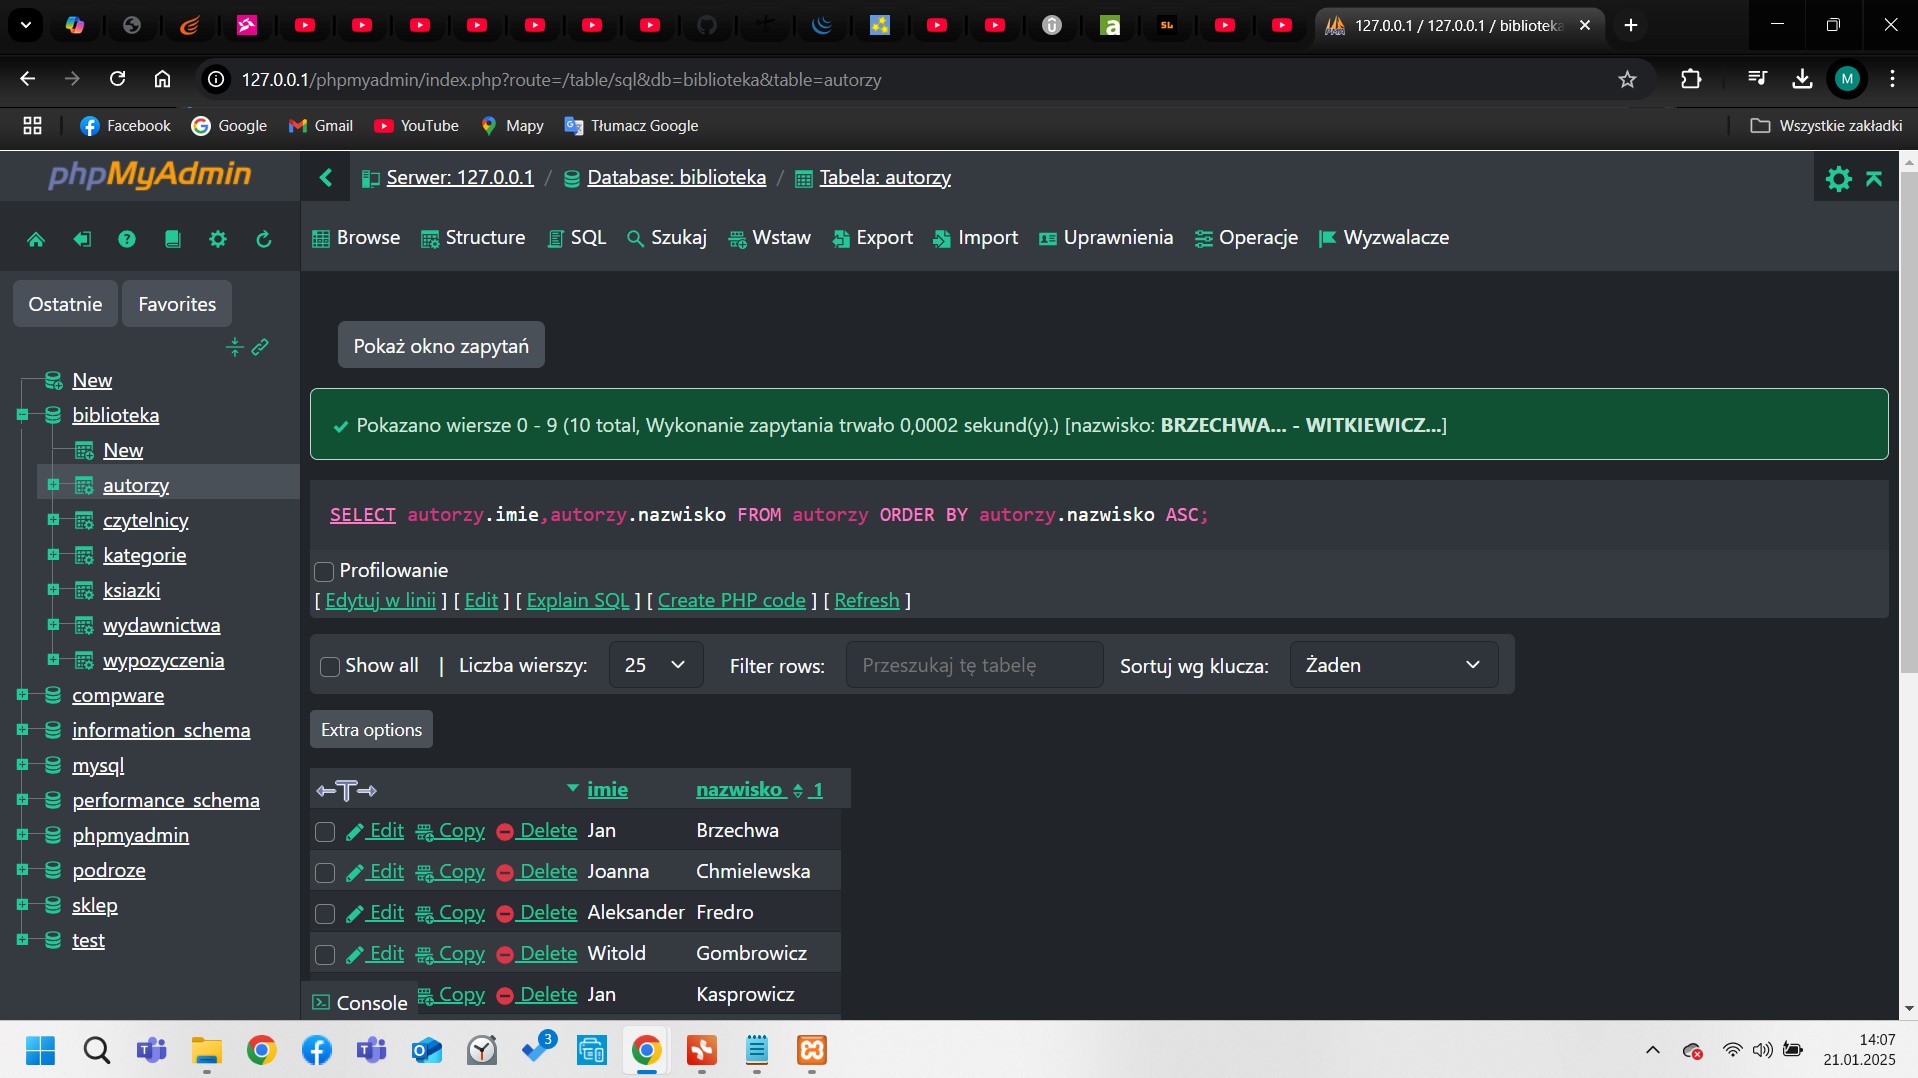 SL
127.0.0.1 / 127.0.0.1 / biblioteka
127.0.0.1/phpmyadmin/index.php?route=/table/sql&db=biblioteka&table=autorzy
M
Facebook
Google
Gmail
YouTube
Mapy
Tłumacz Google
Wszystkie zakładki
phpMyAdmin
Serwer: 127.0.0.1 / Database: biblioteka / Tabela: autorzy
Browse
Structure
SQL
Szukaj
Wstaw
Export
Import
Uprawnienia
Operacje
Wyzwalacze
Ostatnie
Favorites
New
biblioteka
New
autorzy
czytelnicy
kategorie
ksiazki
wydawnictwa
wypozyczenia
compware
information_schema
mysql
performance_schema
phpmyadmin
podroze
sklep
test
Pokaż okno zapytań
Pokazano wiersze 0 - 9 (10 total, Wykonanie zapytania trwało 0,0002 sekund(y).) [nazwisko: BRZECHWA... - WITKIEWICZ...]
SELECT autorzy.imie,autorzy.nazwisko FROM autorzy ORDER BY autorzy.nazwisko ASC;
Profilowanie
[ Edytuj w linii ] [ Edit ] [ Explain SQL ] [ Create PHP code ] [ Refresh ]
Show all | Liczba wierszy: 25 Filter rows: Przeszukaj tę tabelę Sortuj wg klucza: Żaden
Extra options
←T→ imie nazwisko 1
Edit Copy Delete Jan Brzechwa
Edit Copy Delete Joanna Chmielewska
Edit Copy Delete Aleksander Fredro
Edit Copy Delete Witold Gombrowicz
Copy Delete Jan Kasprowicz
Console
3
14:07
21.01.2025